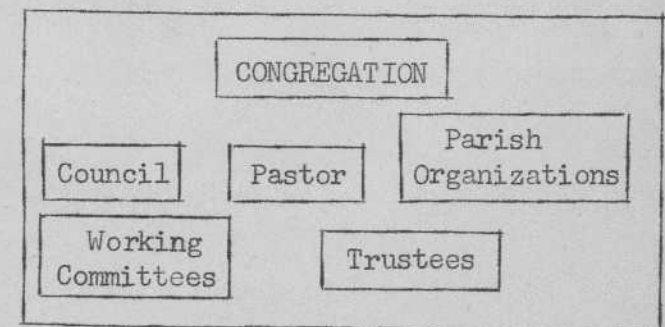 CONGREGATION
Council
Pastor
Parish
Organizations
Working
Committees
Trustees